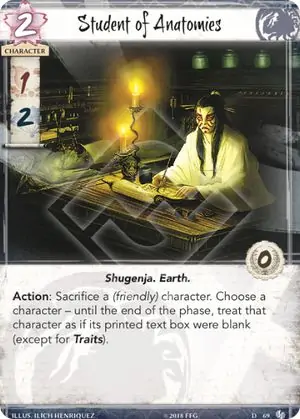 2
Student of Anatomies
CHARACTER
1
2
0
Shugenja. Earth.
Action: Sacrifice a (friendly) character. Choose a
character – until the end of the phase, treat that
character as if its printed text box were blank
(except for Traits).
ILLUS. ILICH HENRIQUEZ
©2018 FFG
D 69